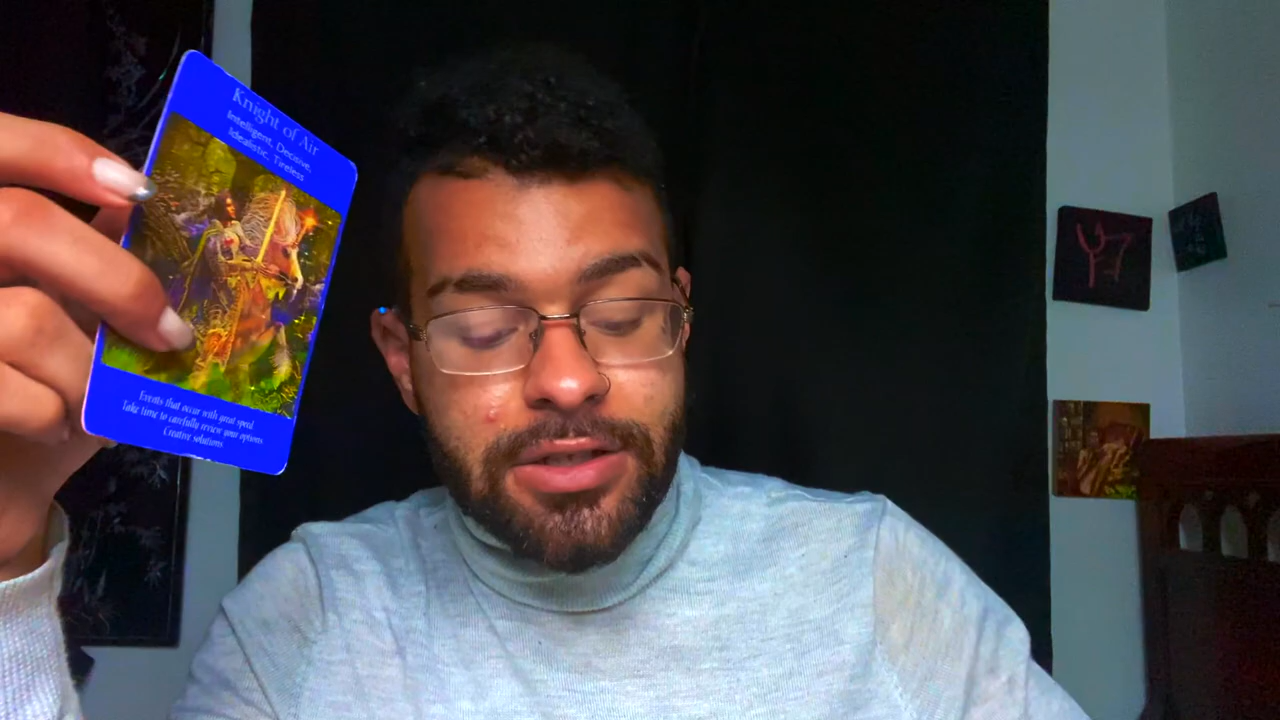 Knight of Air
Intelligent, Decisive,
Idealistic, Tireless
Events that occur with great speed.
Take time to carefully review your options
Creative solutions